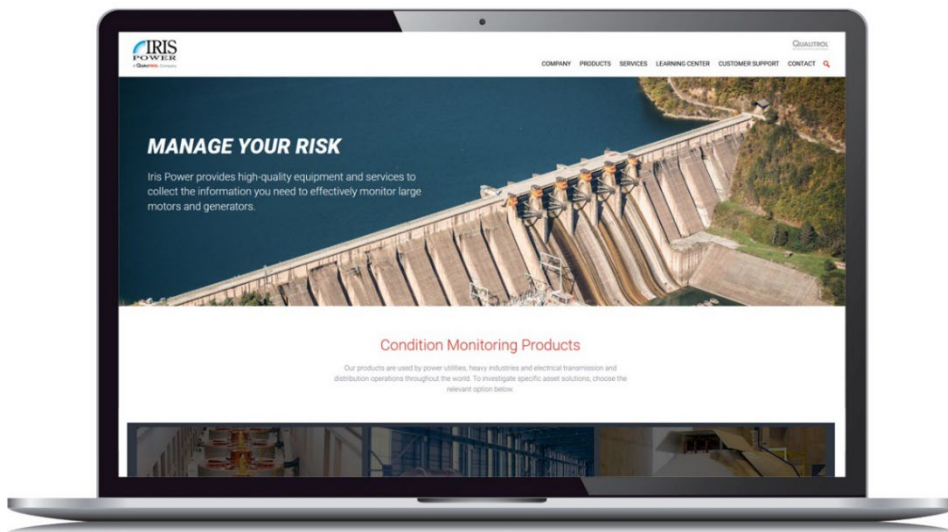 IRIS
POWER
A QUALITROL Company
QUALITROL
COMPANY PRODUCTS SERVICES LEARNING CENTER CUSTOMER SUPPORT CONTACT
MANAGE YOUR RISK
Iris Power provides high-quality equipment and services to
collect the information you need to effectively monitor large
motors and generators.
Condition Monitoring Products
Our products are used by power utilities, heavy industries and electrical transmission and
distribution operations throughout the world. To investigate specific asset solutions, choose the
relevant option below.